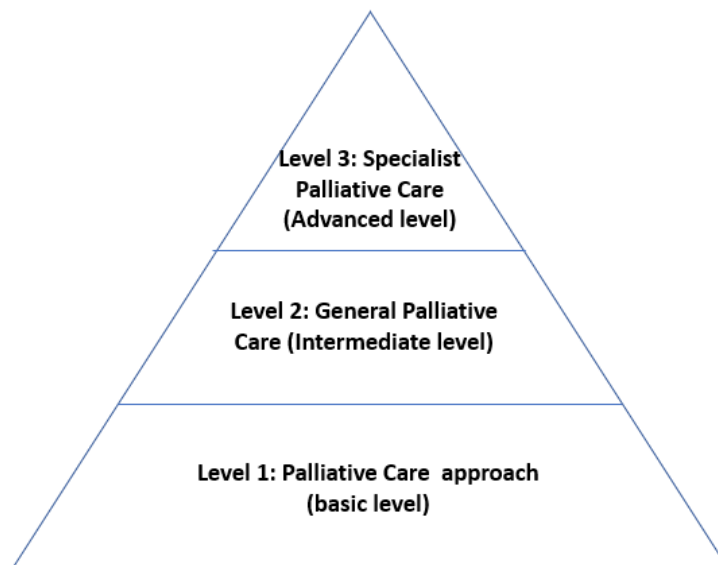 Level 3: Specialist
Palliative Care
(Advanced level)
Level 2: General Palliative
Care (Intermediate level)
Level 1: Palliative Care  approach
(basic level)